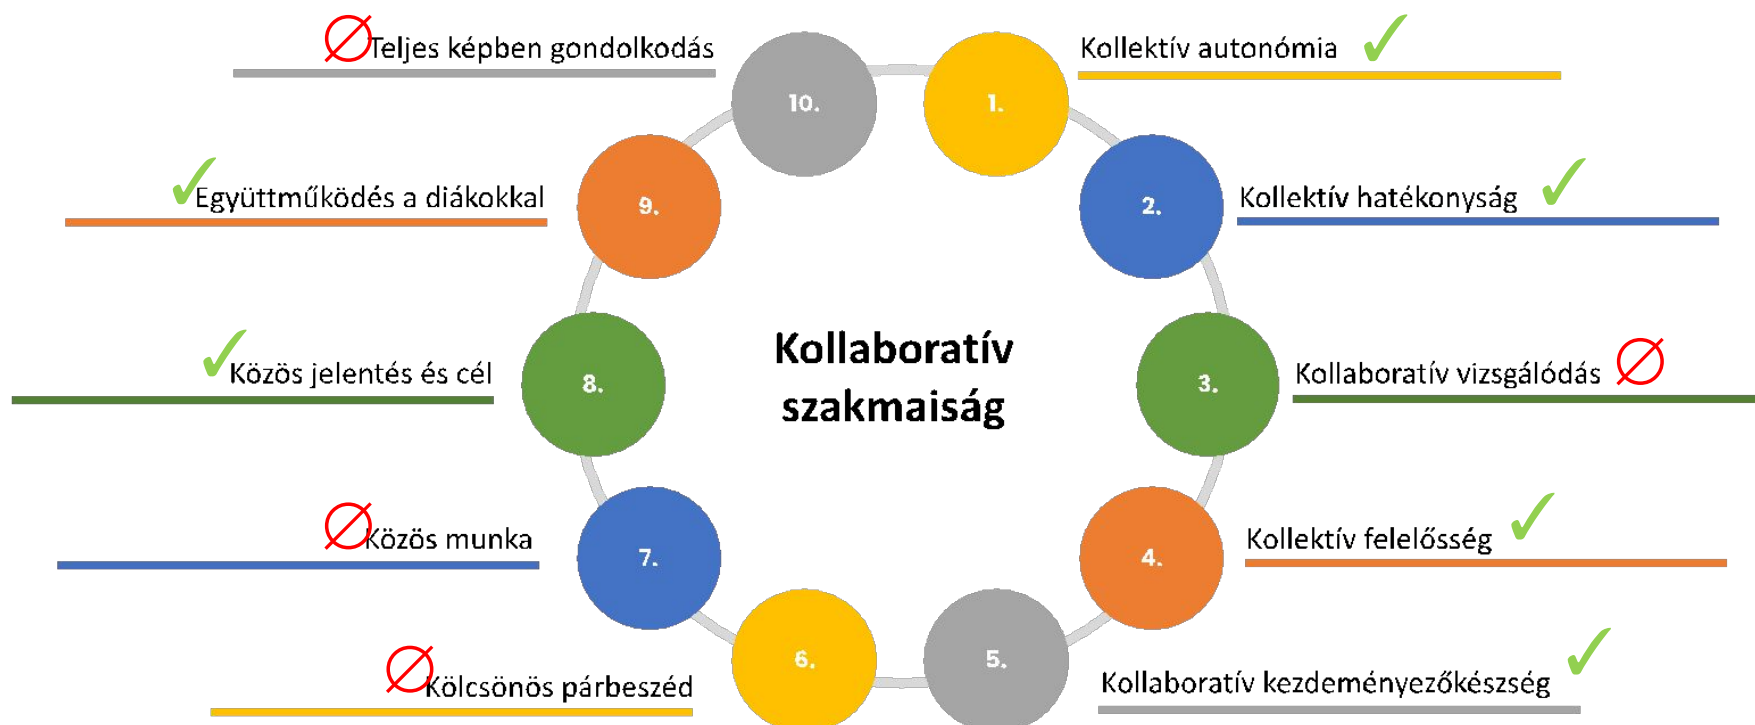 Teljes képben gondolkodás
10.
1.
Kollektív autonómia
Együttműködés a diákokkal
9.
2.
Kollektív hatékonyság
Kollaboratív
szakmaiság
Közös jelentés és cél
8.
3.
Kollaboratív vizsgálódás
Közös munka
7.
4.
Kollektív felelősség
Kölcsönös párbeszéd
6.
5.
Kollaboratív kezdeményezőkészség